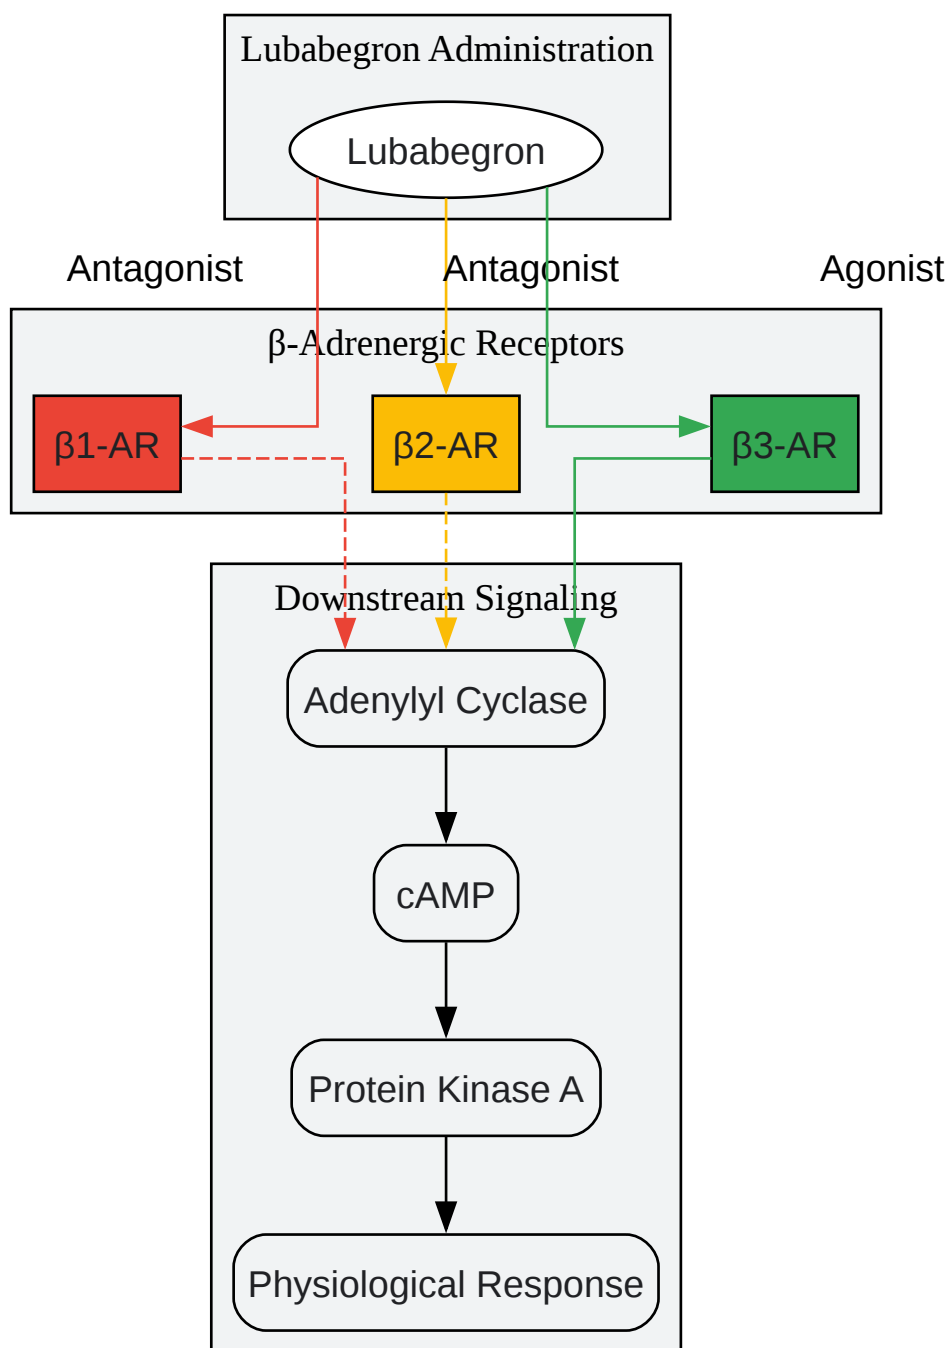 Lubabegron Administration
Lubabegron
Antagonist
Antagonist
Agonist
β-Adrenergic Receptors
β1-AR
β2-AR
β3-AR
Downstream Signaling
Adenylyl Cyclase
cAMP
Protein Kinase A
Physiological Response